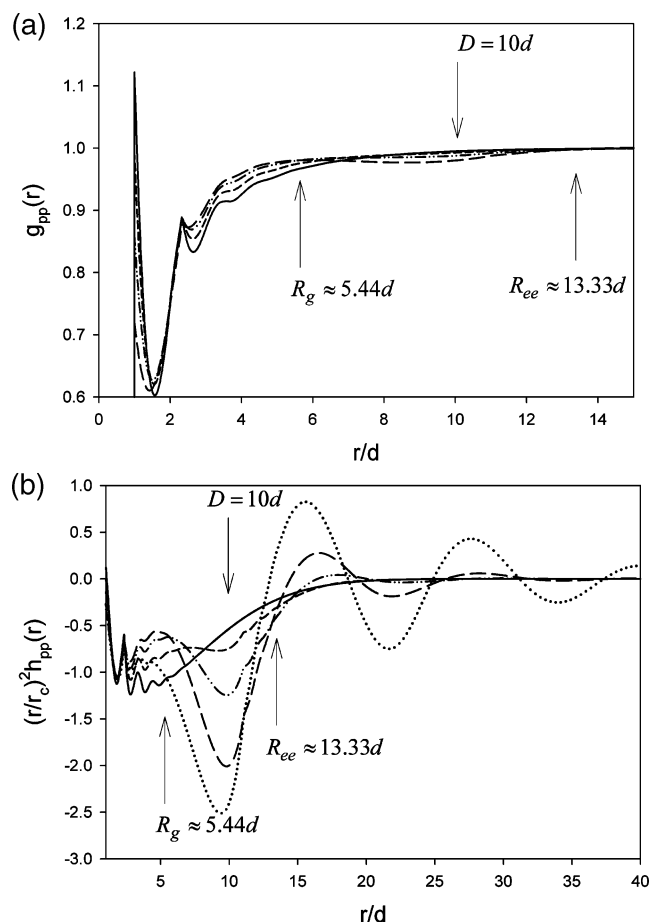 (a)
1.2
1.1
1.0
0.9
0.8
0.7
0.6
g_pp(r)
D = 10d
R_g ≈ 5.44d
R_ee ≈ 13.33d
0 2 4 6 8 10 12 14
r/d
(b)
1.0
0.5
0.0
-0.5
-1.0
-1.5
-2.0
-2.5
-3.0
(r/r_c)²h_pp(r)
D = 10d
R_ee ≈ 13.33d
R_g ≈ 5.44d
5 10 15 20 25 30 35 40
r/d